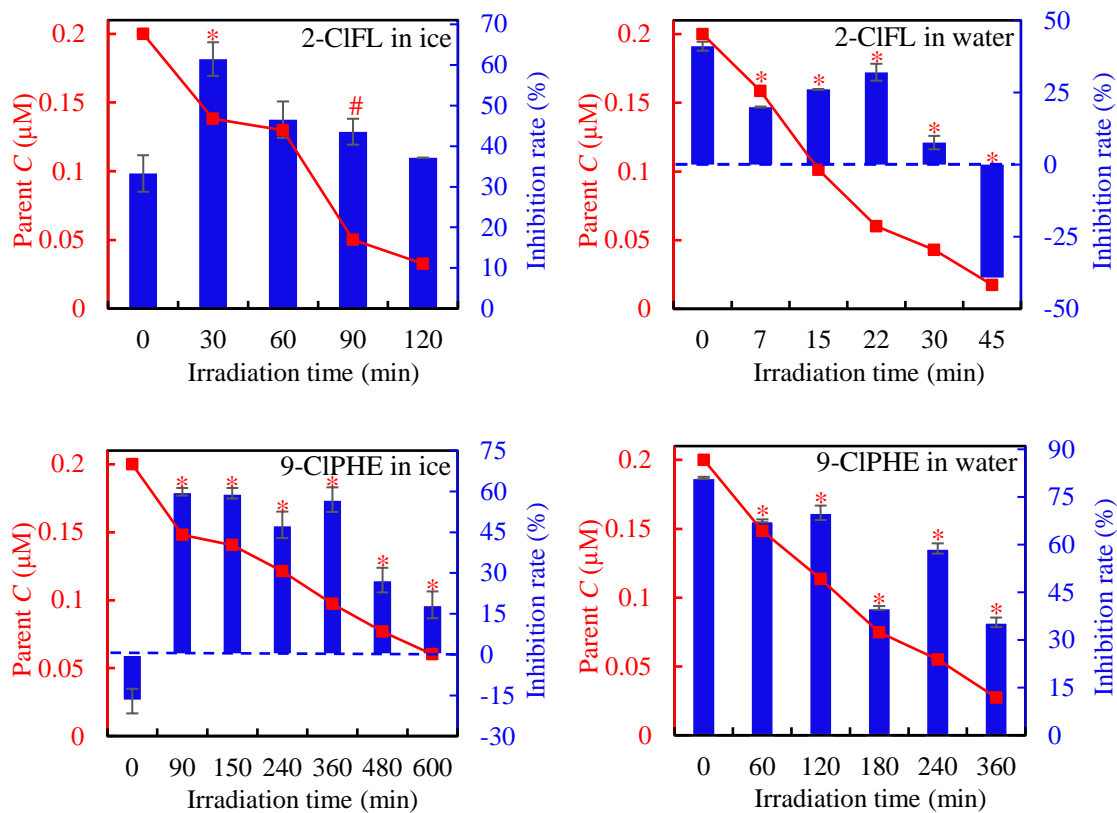 2-ClFL in ice
Parent C (μM)
0.2
0.15
0.1
0.05
0
* #
70
60
50
40
30
20
10
0
Inhibition rate (%)
0 30 60 90 120
Irradiation time (min)
2-ClFL in water
Parent C (μM)
0.2
0.15
0.1
0.05
0
* * * * *
50
25
0
-25
-50
Inhibition rate (%)
0 7 15 22 30 45
Irradiation time (min)
9-ClPHE in ice
Parent C (μM)
0.2
0.15
0.1
0.05
0
* * * * * *
75
60
45
30
15
0
-15
-30
Inhibition rate (%)
0 90 150 240 360 480 600
Irradiation time (min)
9-ClPHE in water
Parent C (μM)
0.2
0.15
0.1
0.05
0
* * * * *
90
75
60
45
30
15
0
Inhibition rate (%)
0 60 120 180 240 360
Irradiation time (min)